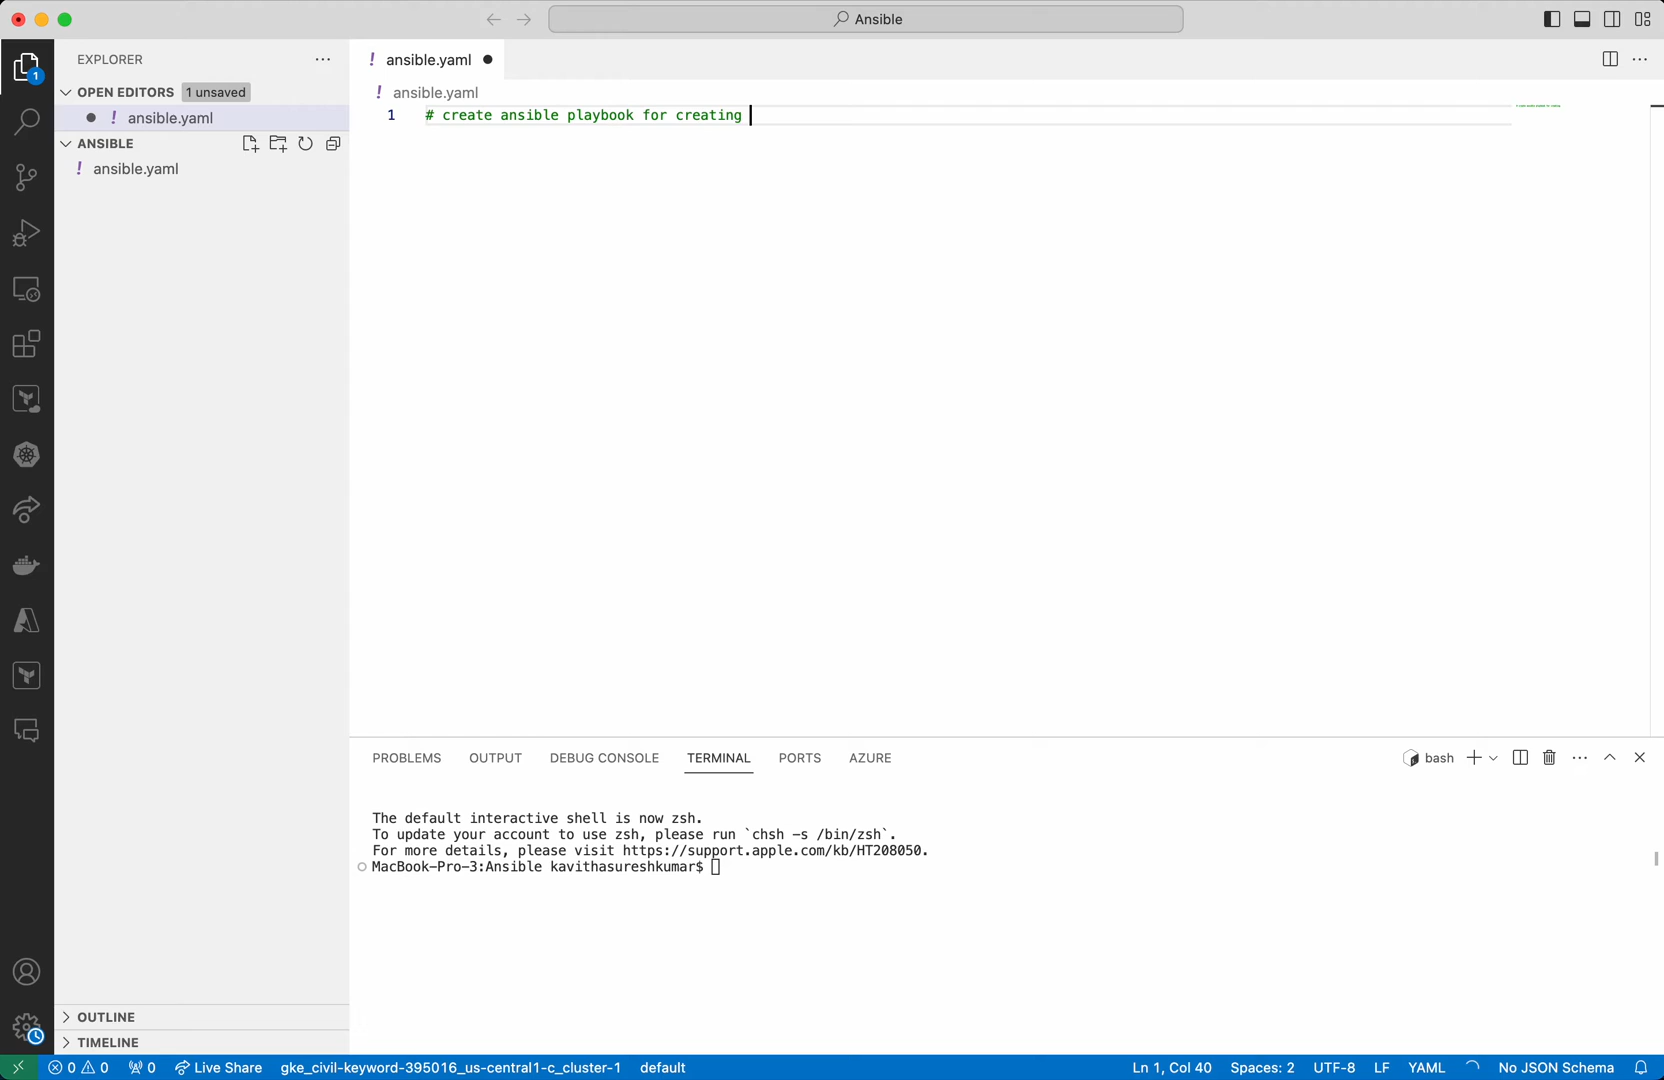 Ansible
EXPLORER
ansible.yaml
OPEN EDITORS 1 unsaved
ansible.yaml
ANSIBLE
ansible.yaml
ansible.yaml
1 # create ansible playbook for creating
PROBLEMS OUTPUT DEBUG CONSOLE TERMINAL PORTS AZURE
bash
The default interactive shell is now zsh.
To update your account to use zsh, please run `chsh -s /bin/zsh`.
For more details, please visit https://support.apple.com/kb/HT208050.
MacBook-Pro-3:Ansible kavithasureshkumar$
OUTLINE
TIMELINE
1
0 0 0 Live Share gke_civil-keyword-395016_us-central1-c_cluster-1 default Ln 1, Col 40 Spaces: 2 UTF-8 LF YAML No JSON Schema